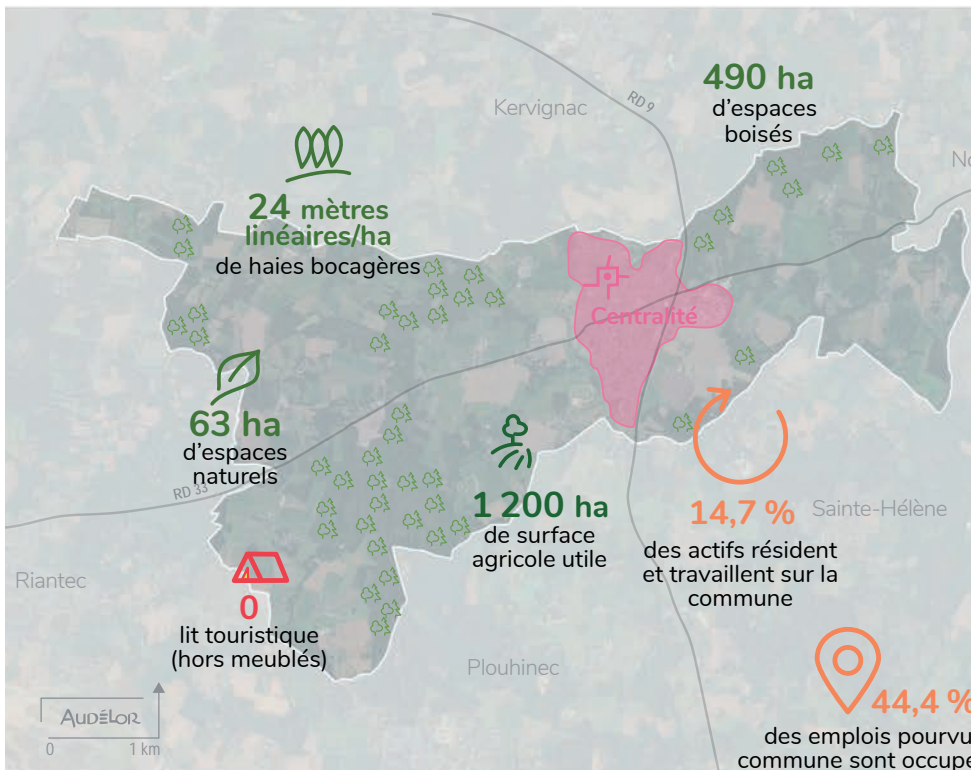 490 ha
d'espaces
boisés
Kervignac
RD 9
24 mètres
linéaires/ha
de haies bocagères
Centralité
63 ha
d'espaces
naturels
RD 33
1 200 ha
de surface
agricole utile
14,7 %
des actifs résident
et travaillent sur la
commune
Sainte-Hélène
Riantec
0
lit touristique
(hors meublés)
Plouhinec
44,4 %
des emplois pourvu
commune sont occupé
AUDÉLOR
0 1 km